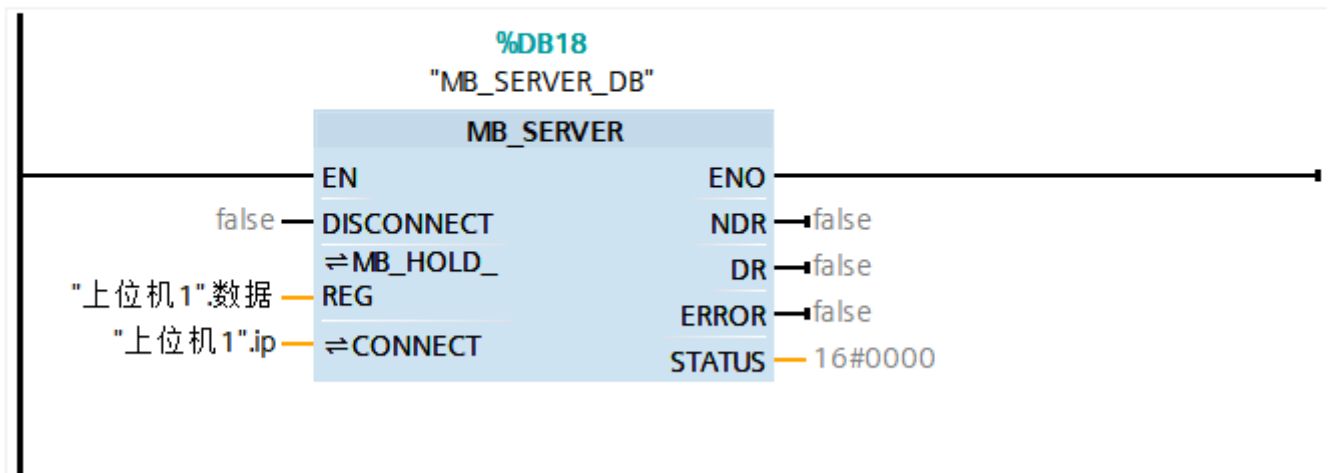 %DB18
"MB_SERVER_DB"
MB_SERVER
EN ENO
false DISCONNECT NDR false
⇌MB_HOLD_ DR false
"上位机1".数据 REG
ERROR false
"上位机1".ip ⇌CONNECT
STATUS 16#0000